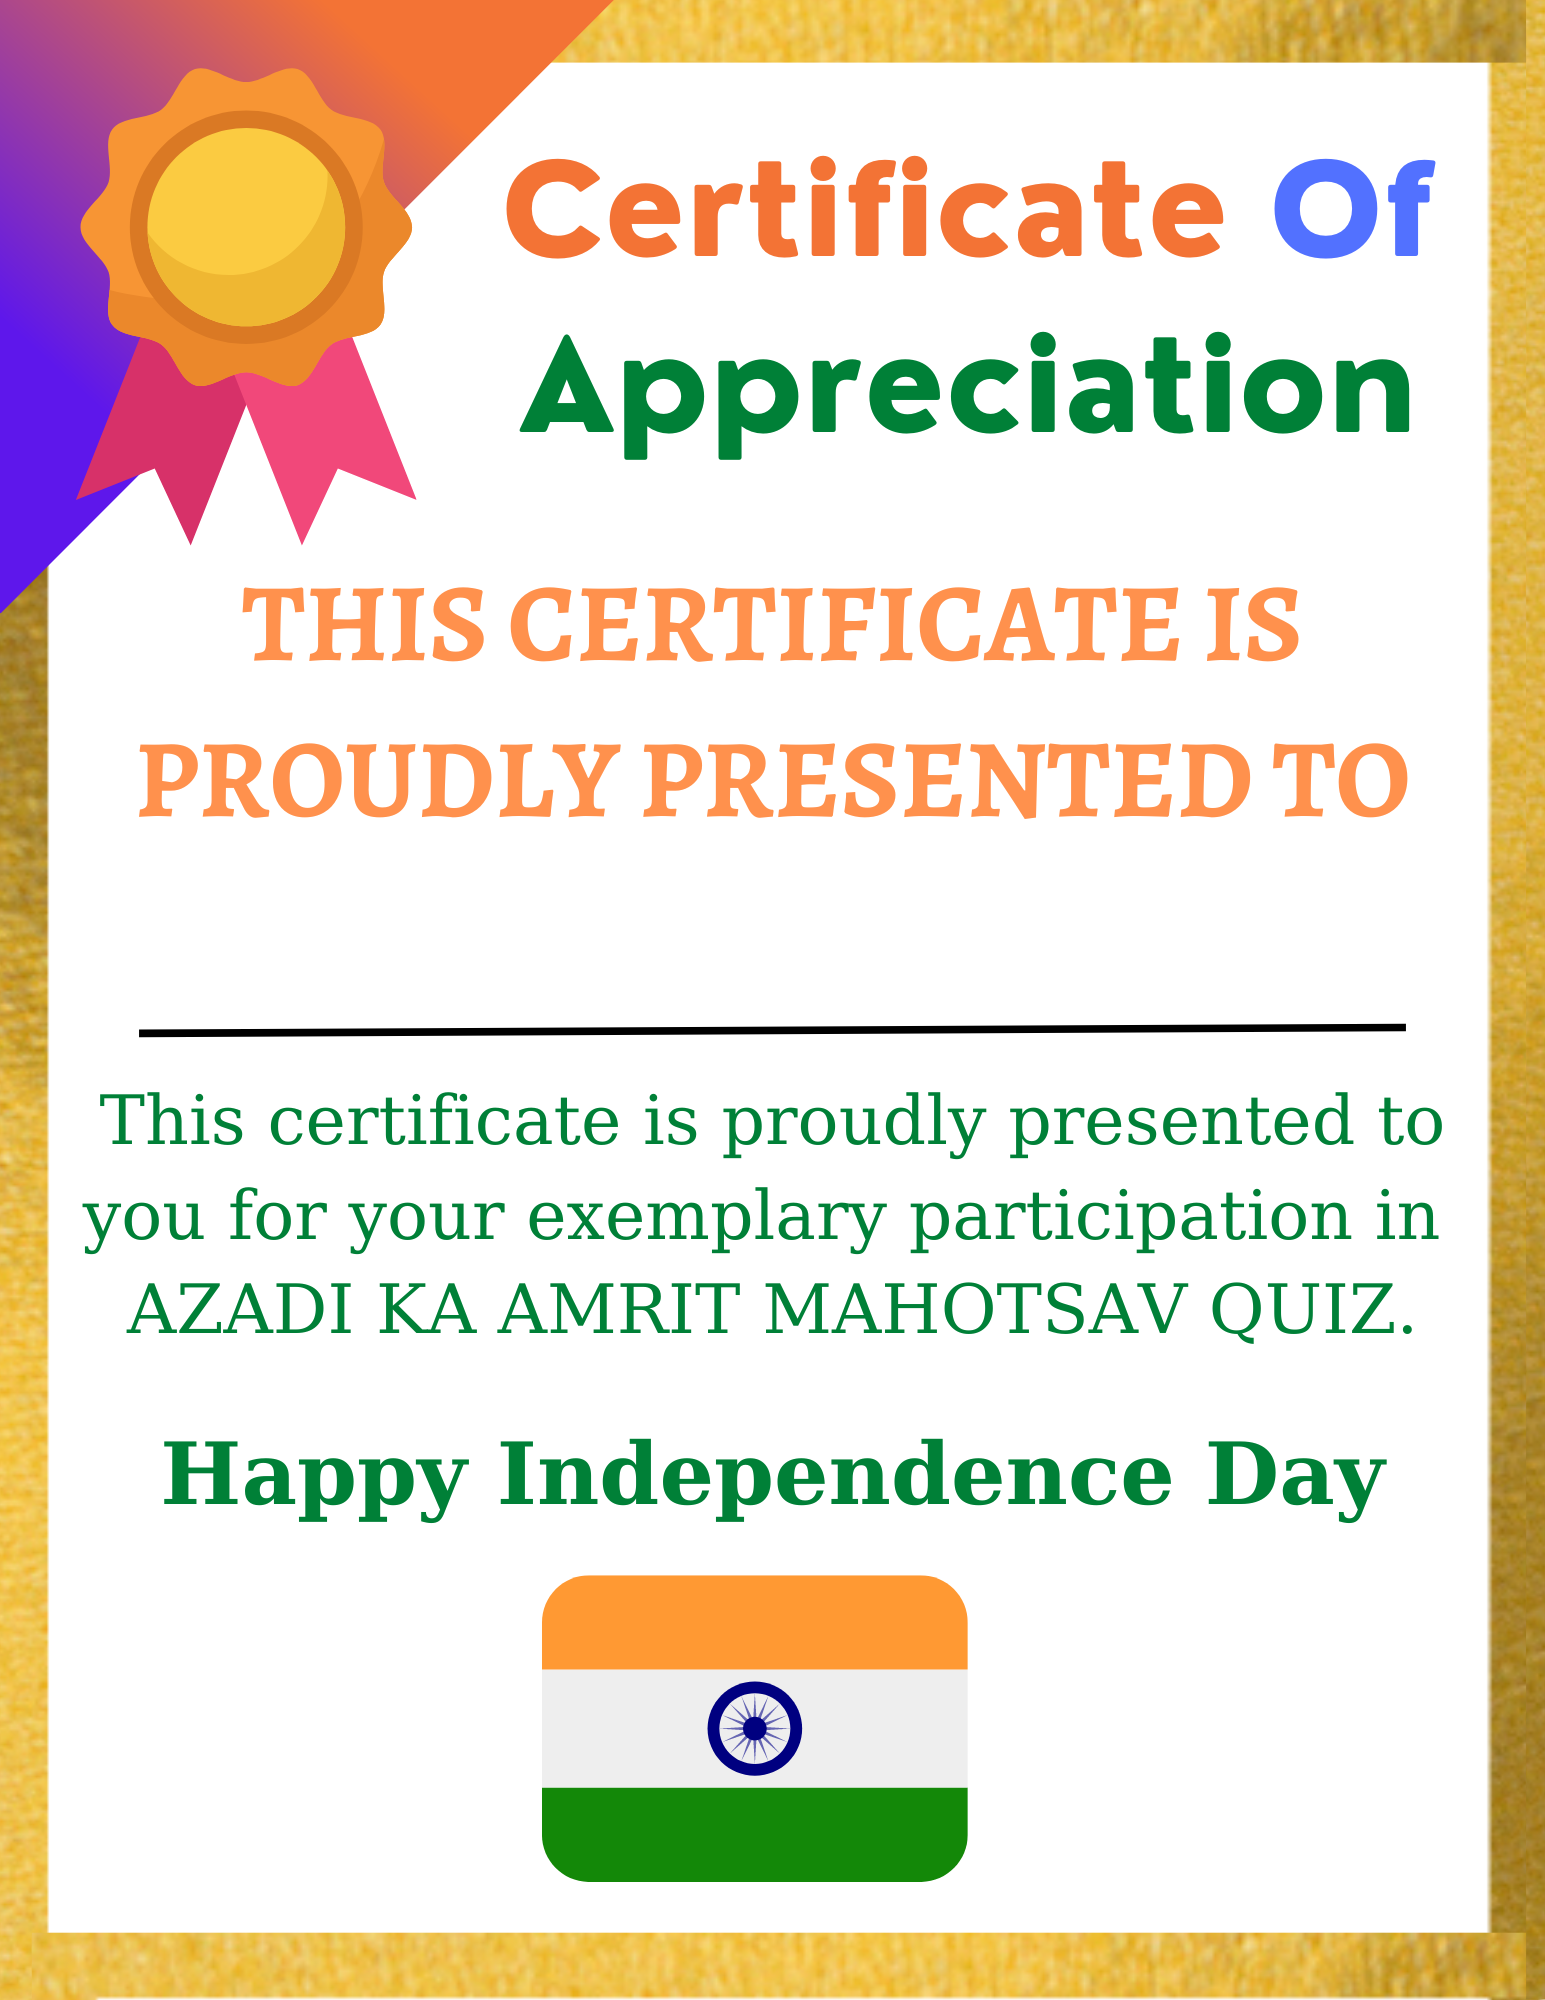 Certificate Of
Appreciation
THIS CERTIFICATE IS
PROUDLY PRESENTED TO
This certificate is proudly presented to
you for your exemplary participation in
AZADI KA AMRIT MAHOTSAV QUIZ.
Happy Independence Day